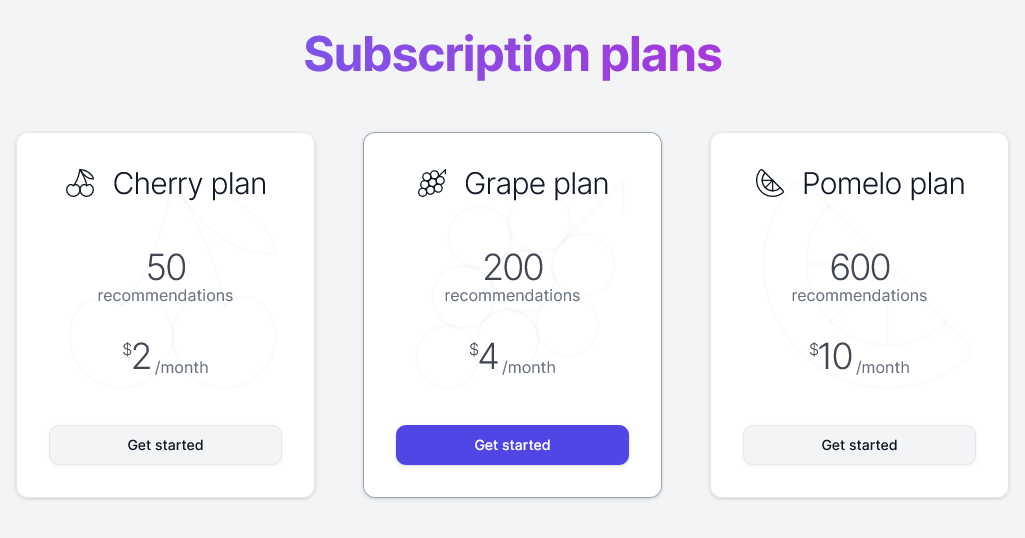 Subscription plans
Cherry plan
50
recommendations
$2 /month
Get started
Grape plan
200
recommendations
$4 /month
Get started
Pomelo plan
600
recommendations
$10 /month
Get started